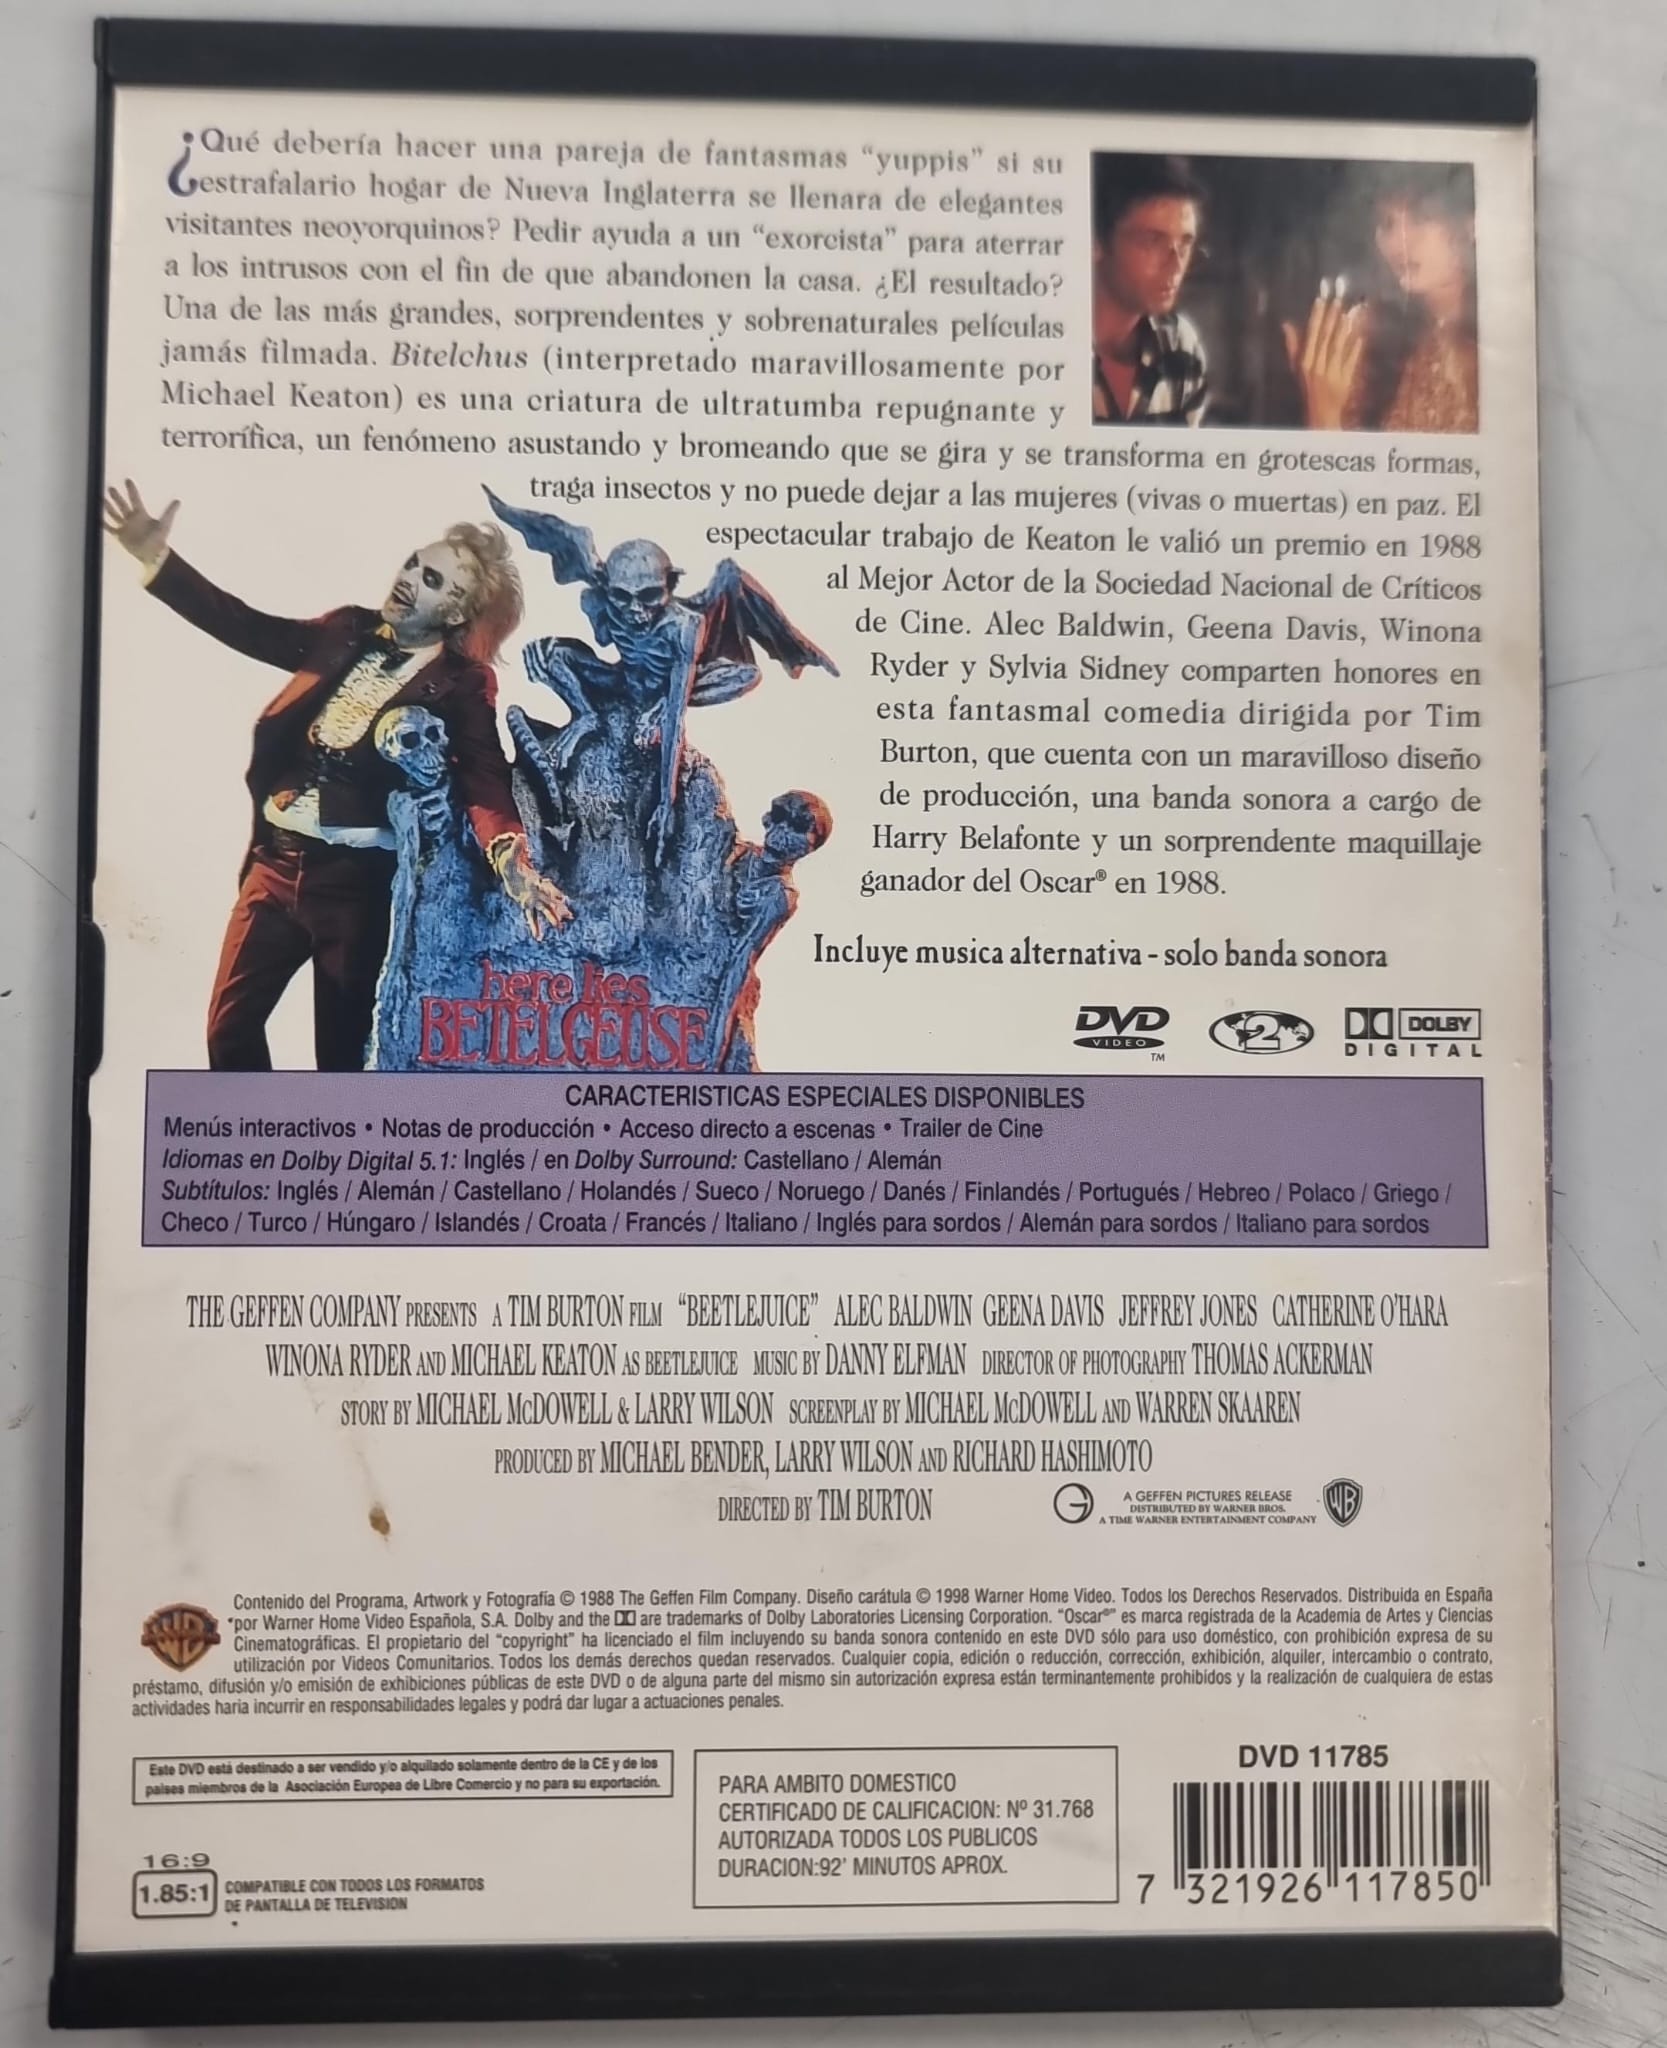 ¿Qué debería hacer una pareja de fantasmas “yuppis” si su
estrafalario hogar de Nueva Inglaterra se llenara de elegantes
visitantes neoyorquinos? Pedir ayuda a un “exorcista” para aterrar
a los intrusos con el fin de que abandonen la casa. ¿El resultado?
Una de las más grandes, sorprendentes y sobrenaturales películas
jamás filmada. Bitelchus (interpretado maravillosamente por
Michael Keaton) es una criatura de ultratumba repugnante y
terrorífica, un fenómeno asustando y bromeando que se gira y se transforma en grotescas formas,
traga insectos y no puede dejar a las mujeres (vivas o muertas) en paz. El
espectacular trabajo de Keaton le valió un premio en 1988
al Mejor Actor de la Sociedad Nacional de Críticos
de Cine. Alec Baldwin, Geena Davis, Winona
Ryder y Sylvia Sidney comparten honores en
esta fantasmal comedia dirigida por Tim
Burton, que cuenta con un maravilloso diseño
de producción, una banda sonora a cargo de
Harry Belafonte y un sorprendente maquillaje
ganador del Oscar® en 1988.
Incluye musica alternativa - solo banda sonora
here lies
BETELGEUSE
DVD
VIDEO
TM
2
DOLBY
DIGITAL
CARACTERISTICAS ESPECIALES DISPONIBLES
Menús interactivos • Notas de producción • Acceso directo a escenas • Trailer de Cine
Idiomas en Dolby Digital 5.1: Inglés / en Dolby Surround: Castellano / Alemán
Subtítulos: Inglés / Alemán / Castellano / Holandés / Sueco / Noruego / Danés / Finlandés / Portugués / Hebreo / Polaco / Griego /
Checo / Turco / Húngaro / Islandés / Croata / Francés / Italiano / Inglés para sordos / Alemán para sordos / Italiano para sordos
THE GEFFEN COMPANY PRESENTS A TIM BURTON FILM “BEETLEJUICE” ALEC BALDWIN GEENA DAVIS JEFFREY JONES CATHERINE O'HARA
WINONA RYDER AND MICHAEL KEATON AS BEETLEJUICE MUSIC BY DANNY ELFMAN DIRECTOR OF PHOTOGRAPHY THOMAS ACKERMAN
STORY BY MICHAEL McDOWELL & LARRY WILSON SCREENPLAY BY MICHAEL McDOWELL AND WARREN SKAAREN
PRODUCED BY MICHAEL BENDER, LARRY WILSON AND RICHARD HASHIMOTO
DIRECTED BY TIM BURTON
G
A GEFFEN PICTURES RELEASE
DISTRIBUTED BY WARNER BROS.
A TIME WARNER ENTERTAINMENT COMPANY
WB
WB
Contenido del Programa, Artwork y Fotografía © 1988 The Geffen Film Company. Diseño carátula © 1998 Warner Home Video. Todos los Derechos Reservados. Distribuida en España
por Warner Home Video Española, S.A. Dolby and the DD are trademarks of Dolby Laboratories Licensing Corporation. “Oscar®” es marca registrada de la Academia de Artes y Ciencias
Cinematográficas. El propietario del “copyright” ha licenciado el film incluyendo su banda sonora contenido en este DVD sólo para uso doméstico, con prohibición expresa de su
utilización por Videos Comunitarios. Todos los demás derechos quedan reservados. Cualquier copia, edición o reducción, corrección, exhibición, alquiler, intercambio o contrato,
préstamo, difusión y/o emisión de exhibiciones públicas de este DVD o de alguna parte del mismo sin autorización expresa están terminantemente prohibidos y la realización de cualquiera de estas
actividades haria incurrir en responsabilidades legales y podrá dar lugar a actuaciones penales.
Este DVD está destinado a ser vendido y/o alquilado solamente dentro de la CE y de los
países miembros de la Asociación Europea de Libre Comercio y no para su exportación.
16:9
1.85:1
COMPATIBLE CON TODOS LOS FORMATOS
DE PANTALLA DE TELEVISION
PARA AMBITO DOMESTICO
CERTIFICADO DE CALIFICACION: Nº 31.768
AUTORIZADA TODOS LOS PUBLICOS
DURACION:92' MINUTOS APROX.
DVD 11785
7 321926 117850